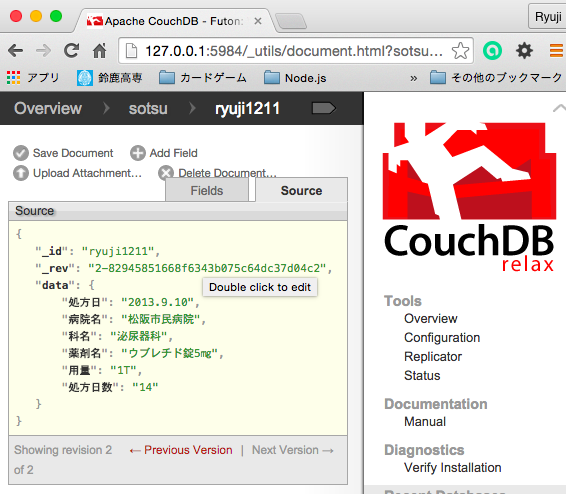 Apache CouchDB - Futon:
Ryuji
127.0.0.1:5984/_utils/document.html?sotsu...
アプリ 鈴鹿高専 カードゲーム Node.js » その他のブックマーク
Overview sotsu ryuji1211
Save Document Add Field
Upload Attachment... Delete Document...
Fields Source
Source
{
"_id": "ryuji1211",
"_rev": "2-82945851668f6343b075c64dc37d04c2",
"data": {
Double click to edit
"処方日": "2013.9.10",
"病院名": "松阪市民病院",
"科名": "泌尿器科",
"薬剤名": "ウブレチド錠5㎎",
"用量": "1T",
"処方日数": "14"
}
}
Showing revision 2 of 2
← Previous Version | Next Version →
CouchDB
relax
Tools
Overview
Configuration
Replicator
Status
Documentation
Manual
Diagnostics
Verify Installation
Recent Databases